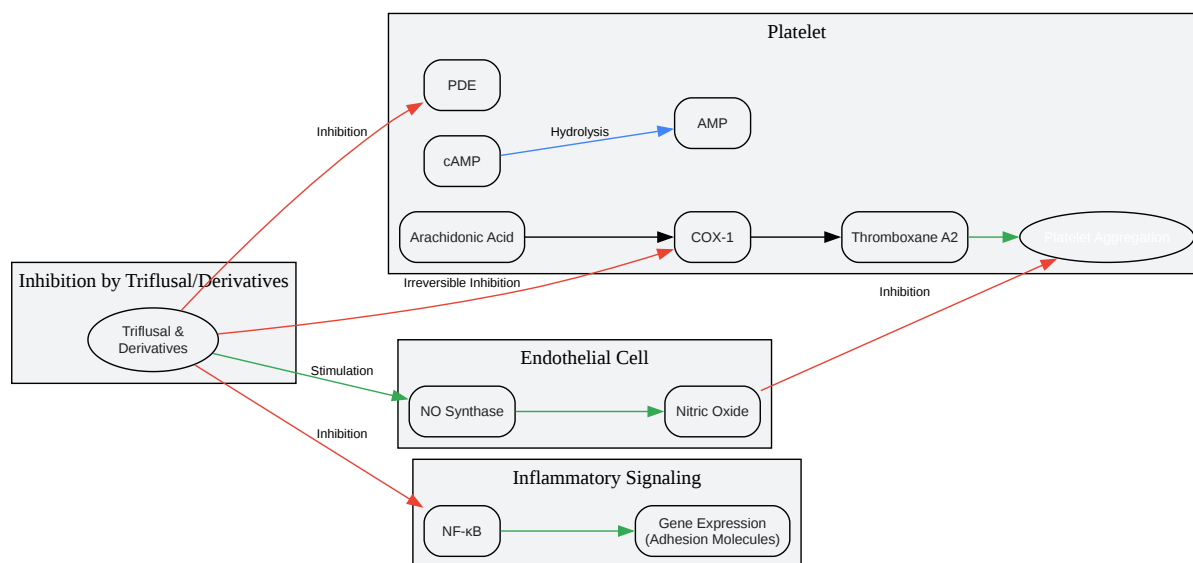 Platelet
PDE
Inhibition
AMP
Hydrolysis
cAMP
Arachidonic Acid
COX-1
Thromboxane A2
Platelet Aggregation
Inhibition by Triflusal/Derivatives
Irreversible Inhibition
Inhibition
Triflusal &
Derivatives
Endothelial Cell
Stimulation
NO Synthase
Nitric Oxide
Inhibition
Inflammatory Signaling
NF-κB
Gene Expression
(Adhesion Molecules)